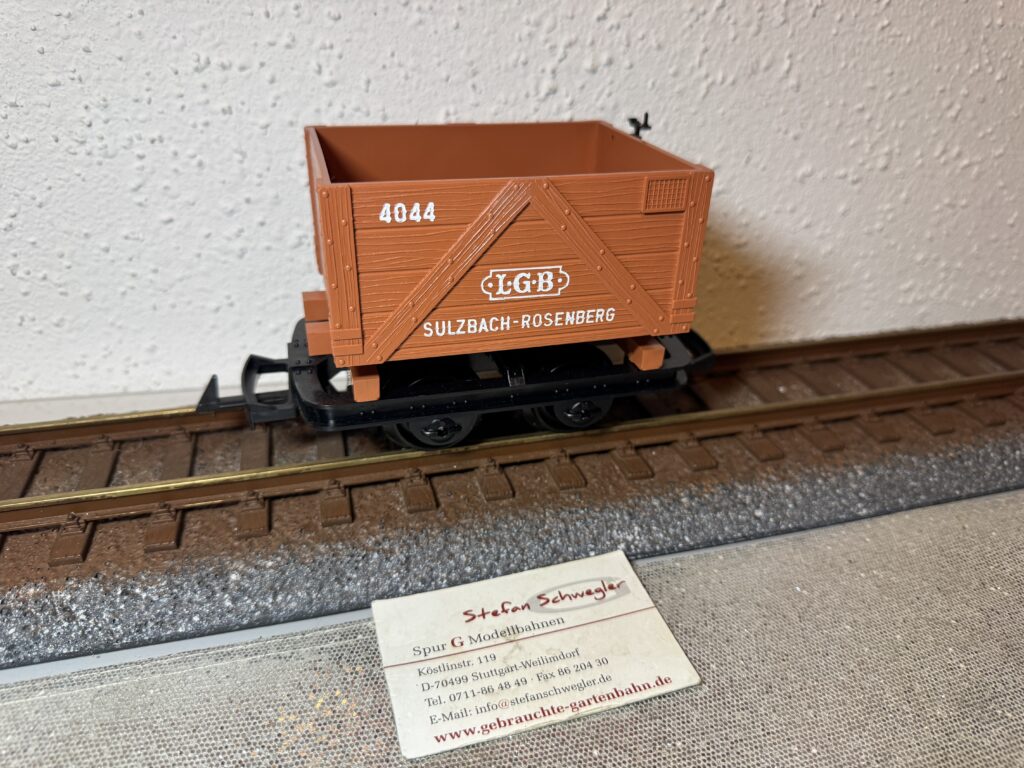 4044
L·G·B
SULZBACH-ROSENBERG
Stefan Schwegler
Spur G Modellbahnen
Köstlinstr. 119
D-70499 Stuttgart-Weilimdorf
Tel. 0711-86 48 49 · Fax 86 204 30
E-Mail: info@stefanschwegler.de
www.gebrauchte-gartenbahn.de